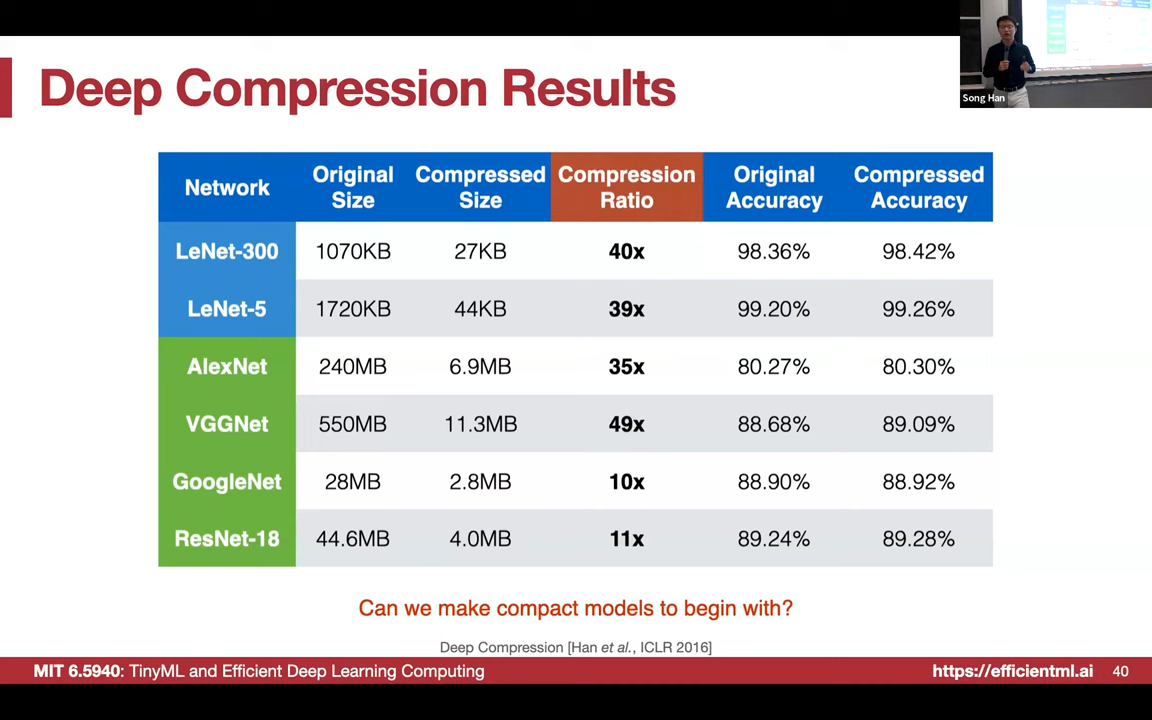 Deep Compression Results
Song Han
Network Original Size Compressed Size Compression Ratio Original Accuracy Compressed Accuracy
LeNet-300 1070KB 27KB 40x 98.36% 98.42%
LeNet-5 1720KB 44KB 39x 99.20% 99.26%
AlexNet 240MB 6.9MB 35x 80.27% 80.30%
VGGNet 550MB 11.3MB 49x 88.68% 89.09%
GoogleNet 28MB 2.8MB 10x 88.90% 88.92%
ResNet-18 44.6MB 4.0MB 11x 89.24% 89.28%
Can we make compact models to begin with?
Deep Compression [Han et al., ICLR 2016]
MIT 6.5940: TinyML and Efficient Deep Learning Computing https://efficientml.ai 40